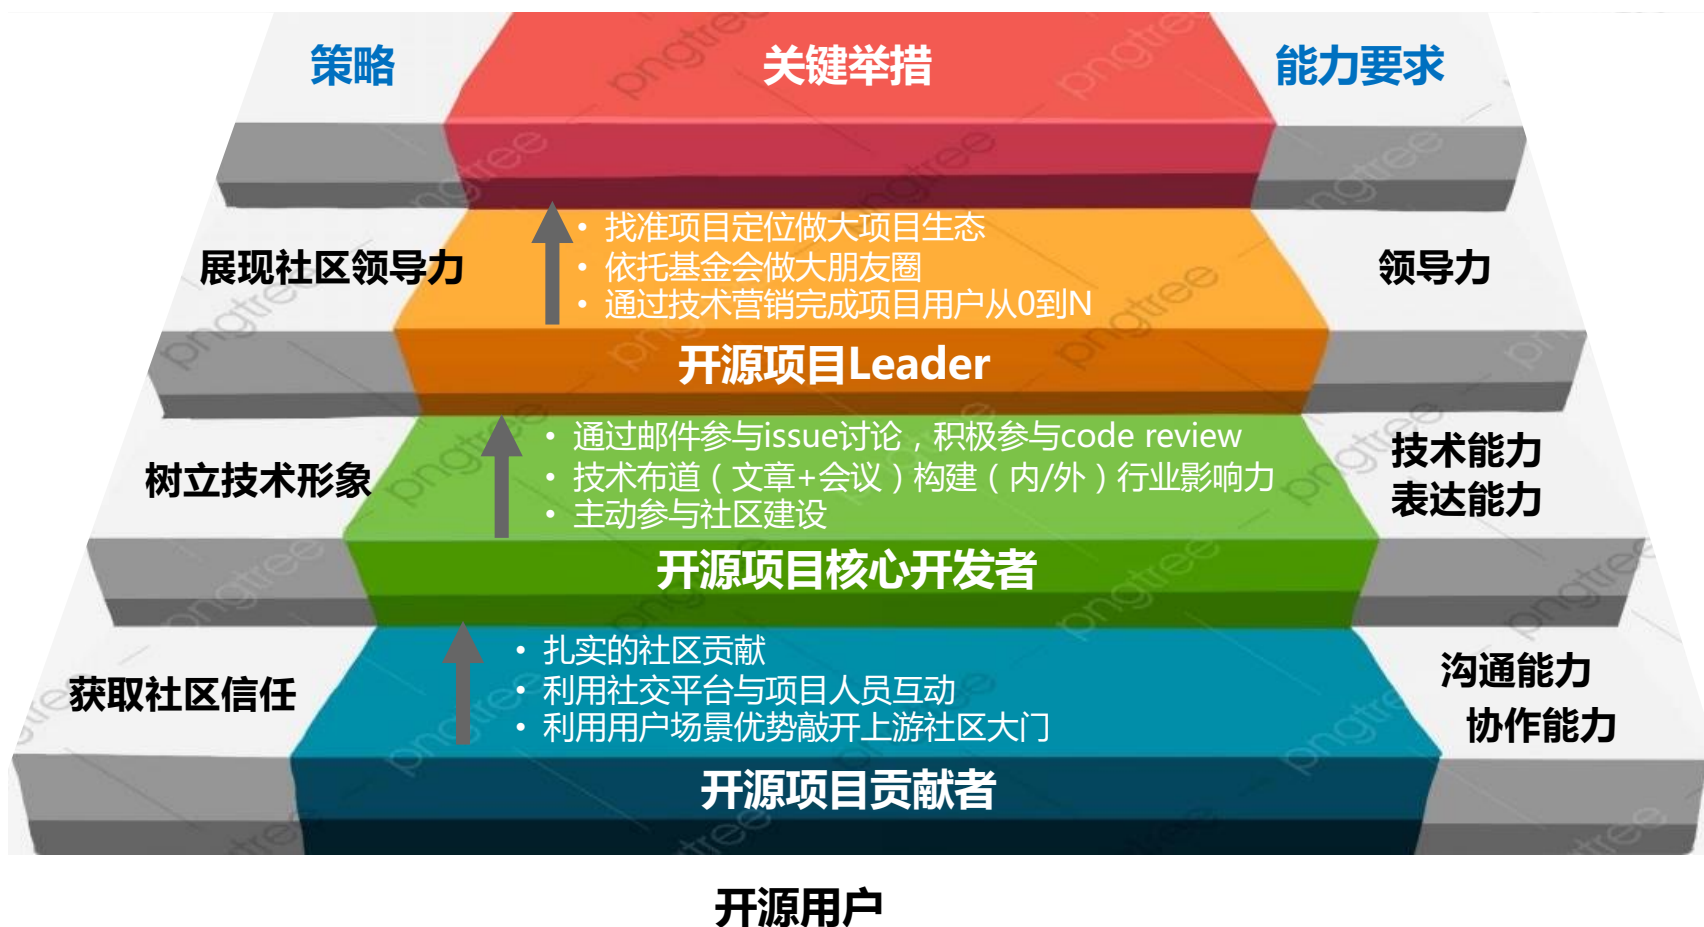 策略
关键举措
能力要求
展现社区领导力
• 找准项目定位做大项目生态
• 依托基金会做大朋友圈
• 通过技术营销完成项目用户从0到N
领导力
开源项目Leader
树立技术形象
• 通过邮件参与issue讨论，积极参与code review
• 技术布道（文章+会议）构建（内/外）行业影响力
• 主动参与社区建设
技术能力
表达能力
开源项目核心开发者
获取社区信任
• 扎实的社区贡献
• 利用社交平台与项目人员互动
• 利用用户场景优势敲开上游社区大门
沟通能力
协作能力
开源项目贡献者
开源用户
pngtree